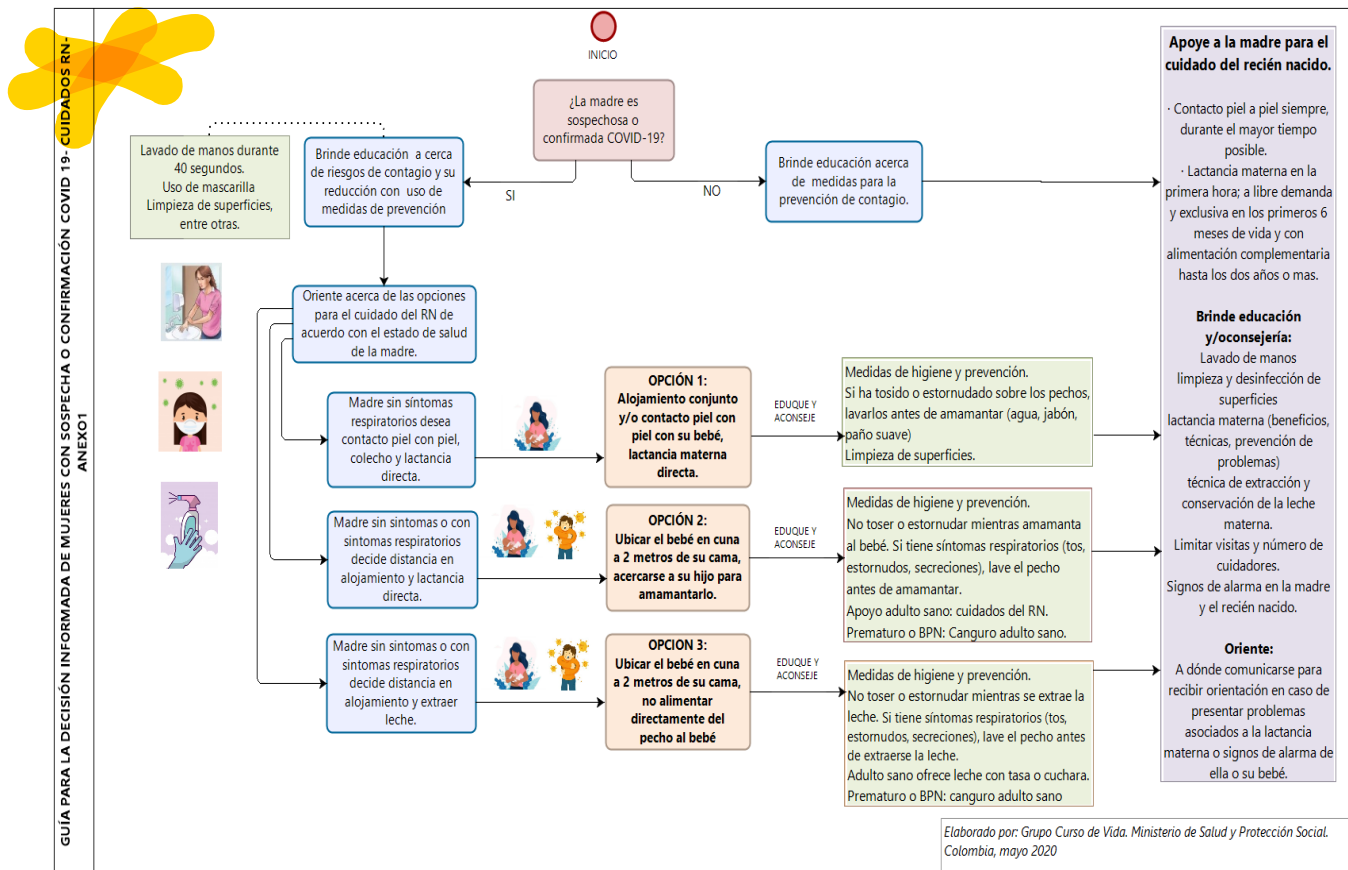 GUÍA PARA LA DECISIÓN INFORMADA DE MUJERES CON SOSPECHA O CONFIRMACIÓN COVID 19- CUIDADOS RN-
ANEXO1
INICIO
¿La madre es
sospechosa o
confirmada COVID-19?
SI
NO
Lavado de manos durante
40 segundos.
Uso de mascarilla
Limpieza de superficies,
entre otras.
Brinde educación a cerca
de riesgos de contagio y su
reducción con uso de
medidas de prevención
Brinde educación acerca
de medidas para la
prevención de contagio.
Oriente acerca de las opciones
para el cuidado del RN de
acuerdo con el estado de salud
de la madre.
Madre sin síntomas
respiratorios desea
contacto piel con piel,
colecho y lactancia
directa.
OPCIÓN 1:
Alojamiento conjunto
y/o contacto piel con
piel con su bebé,
lactancia materna
directa.
EDUQUE Y
ACONSEJE
Medidas de higiene y prevención.
Si ha tosido o estornudado sobre los pechos,
lavarlos antes de amamantar (agua, jabón,
paño suave)
Limpieza de superficies.
Madre sin sintomas o con
sintomas respiratorios
decide distancia en
alojamiento y lactancia
directa.
OPCIÓN 2:
Ubicar el bebé en cuna
a 2 metros de su cama,
acercarse a su hijo para
amamantarlo.
EDUQUE Y
ACONSEJE
Medidas de higiene y prevención.
No toser o estornudar mientras amamanta
al bebé. Si tiene síntomas respiratorios (tos,
estornudos, secreciones), lave el pecho
antes de amamantar.
Apoyo adulto sano: cuidados del RN.
Prematuro o BPN: Canguro adulto sano.
Madre sin sintomas o con
sintomas respiratorios
decide distancia en
alojamiento y extraer
leche.
OPCION 3:
Ubicar el bebé en cuna
a 2 metros de su cama,
no alimentar
directamente del
pecho al bebé
EDUQUE Y
ACONSEJE
Medidas de higiene y prevención.
No toser o estornudar mientras se extrae la
leche. Si tiene síntomas respiratorios (tos,
estornudos, secreciones), lave el pecho antes
de extraerse la leche.
Adulto sano ofrece leche con tasa o cuchara.
Prematuro o BPN: canguro adulto sano
Apoye a la madre para el
cuidado del recién nacido.
· Contacto piel a piel siempre,
durante el mayor tiempo
posible.
· Lactancia materna en la
primera hora; a libre demanda
y exclusiva en los primeros 6
meses de vida y con
alimentación complementaria
hasta los dos años o mas.
Brinde educación
y/oconsejería:
Lavado de manos
limpieza y desinfección de
superficies
lactancia materna (beneficios,
técnicas, prevención de
problemas)
técnica de extracción y
conservación de la leche
materna.
Limitar visitas y número de
cuidadores.
Signos de alarma en la madre
y el recién nacido.
Oriente:
A dónde comunicarse para
recibir orientación en caso de
presentar problemas
asociados a la lactancia
materna o signos de alarma de
ella o su bebé.
Elaborado por: Grupo Curso de Vida. Ministerio de Salud y Protección Social.
Colombia, mayo 2020